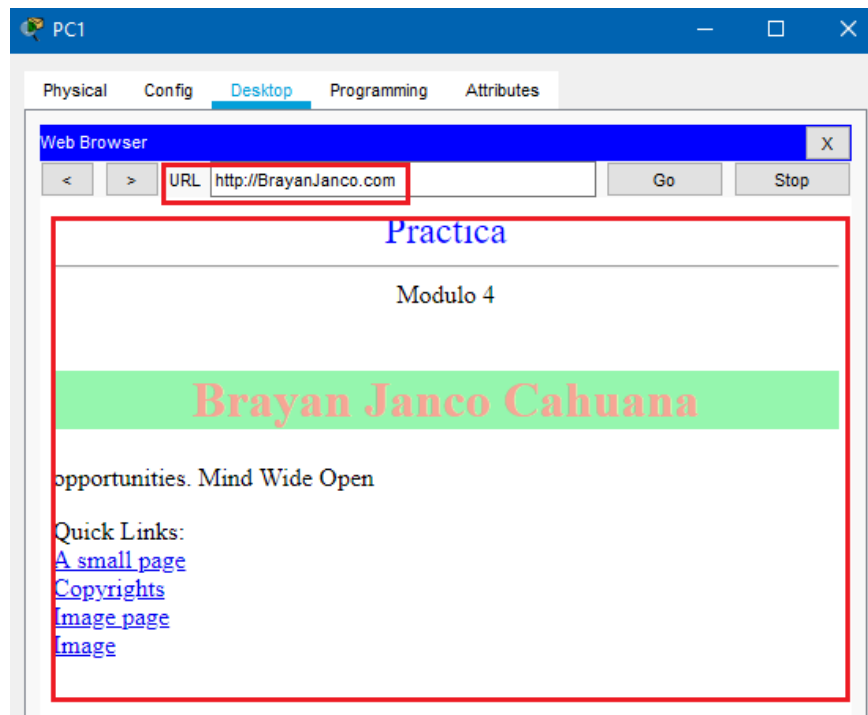 PC1
Physical Config Desktop Programming Attributes
Web Browser X
< > URL http://BrayanJanco.com Go Stop
Practica
Modulo 4
Brayan Janco Cahuana
opportunities. Mind Wide Open
Quick Links:
A small page
Copyrights
Image page
Image